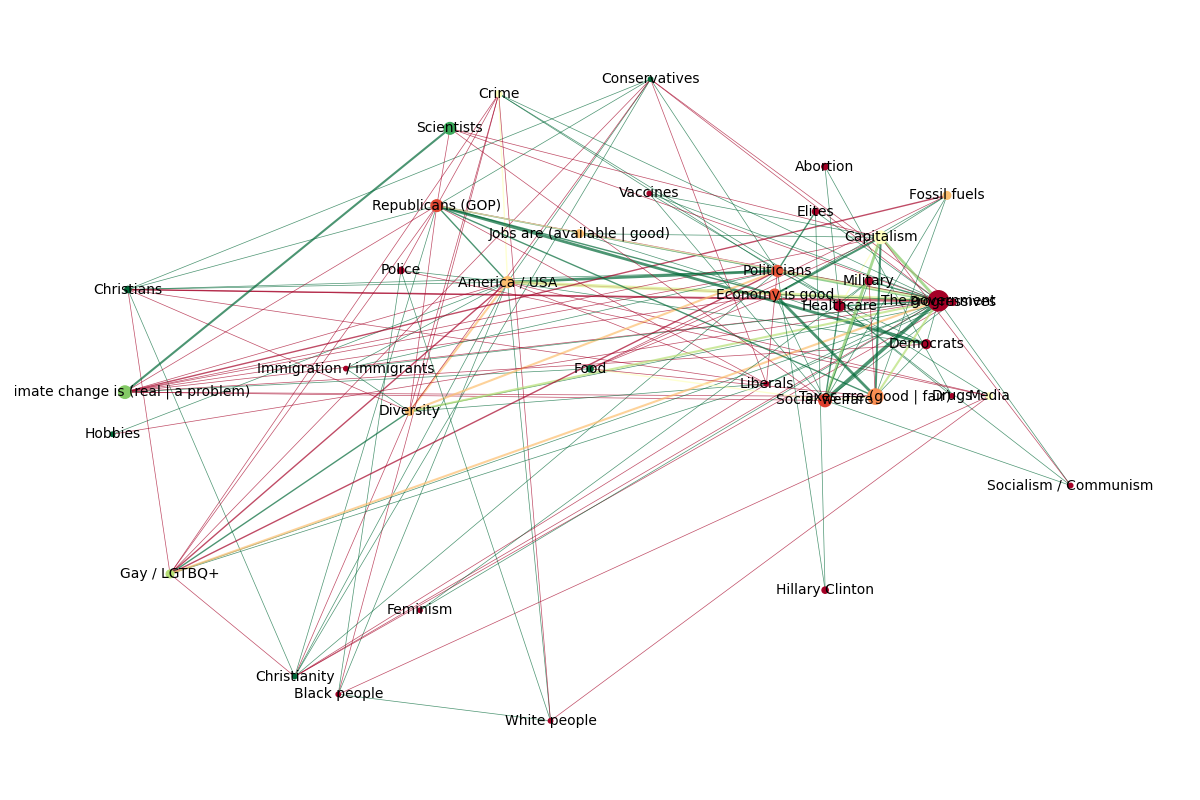 Conservatives
Crime
Scientists
Abortion
Vaccines
Fossil fuels
Republicans (GOP)
Elites
Jobs are (available | good)
Capitalism
Police
Politicians
America / USA
Military
Christians
Economy is good
The government
Healthcare
Democrats
Immigration / immigrants
Food
Liberals
imate change is (real | a problem)
Taxes are (good | fair)
Drugs
Media
Social welfare
Diversity
Hobbies
Socialism / Communism
Gay / LGTBQ+
Hillary Clinton
Feminism
Christianity
Black people
White people